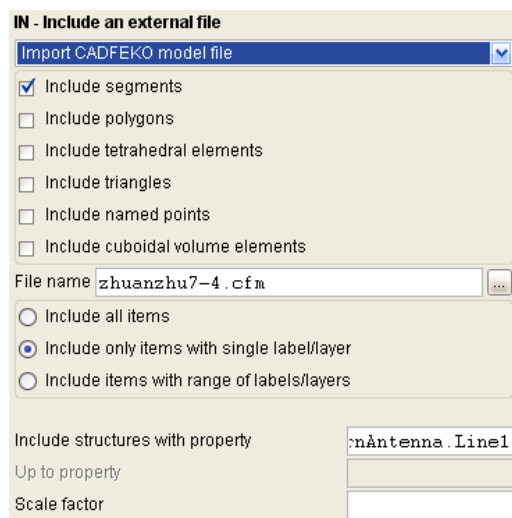 IN - Include an external file
Import CADFEKO model file
Include segments
Include polygons
Include tetrahedral elements
Include triangles
Include named points
Include cuboidal volume elements
File name zhuanzhu7-4.cfm ...
Include all items
Include only items with single label/layer
Include items with range of labels/layers
Include structures with property nAntenna.Line1
Up to property
Scale factor